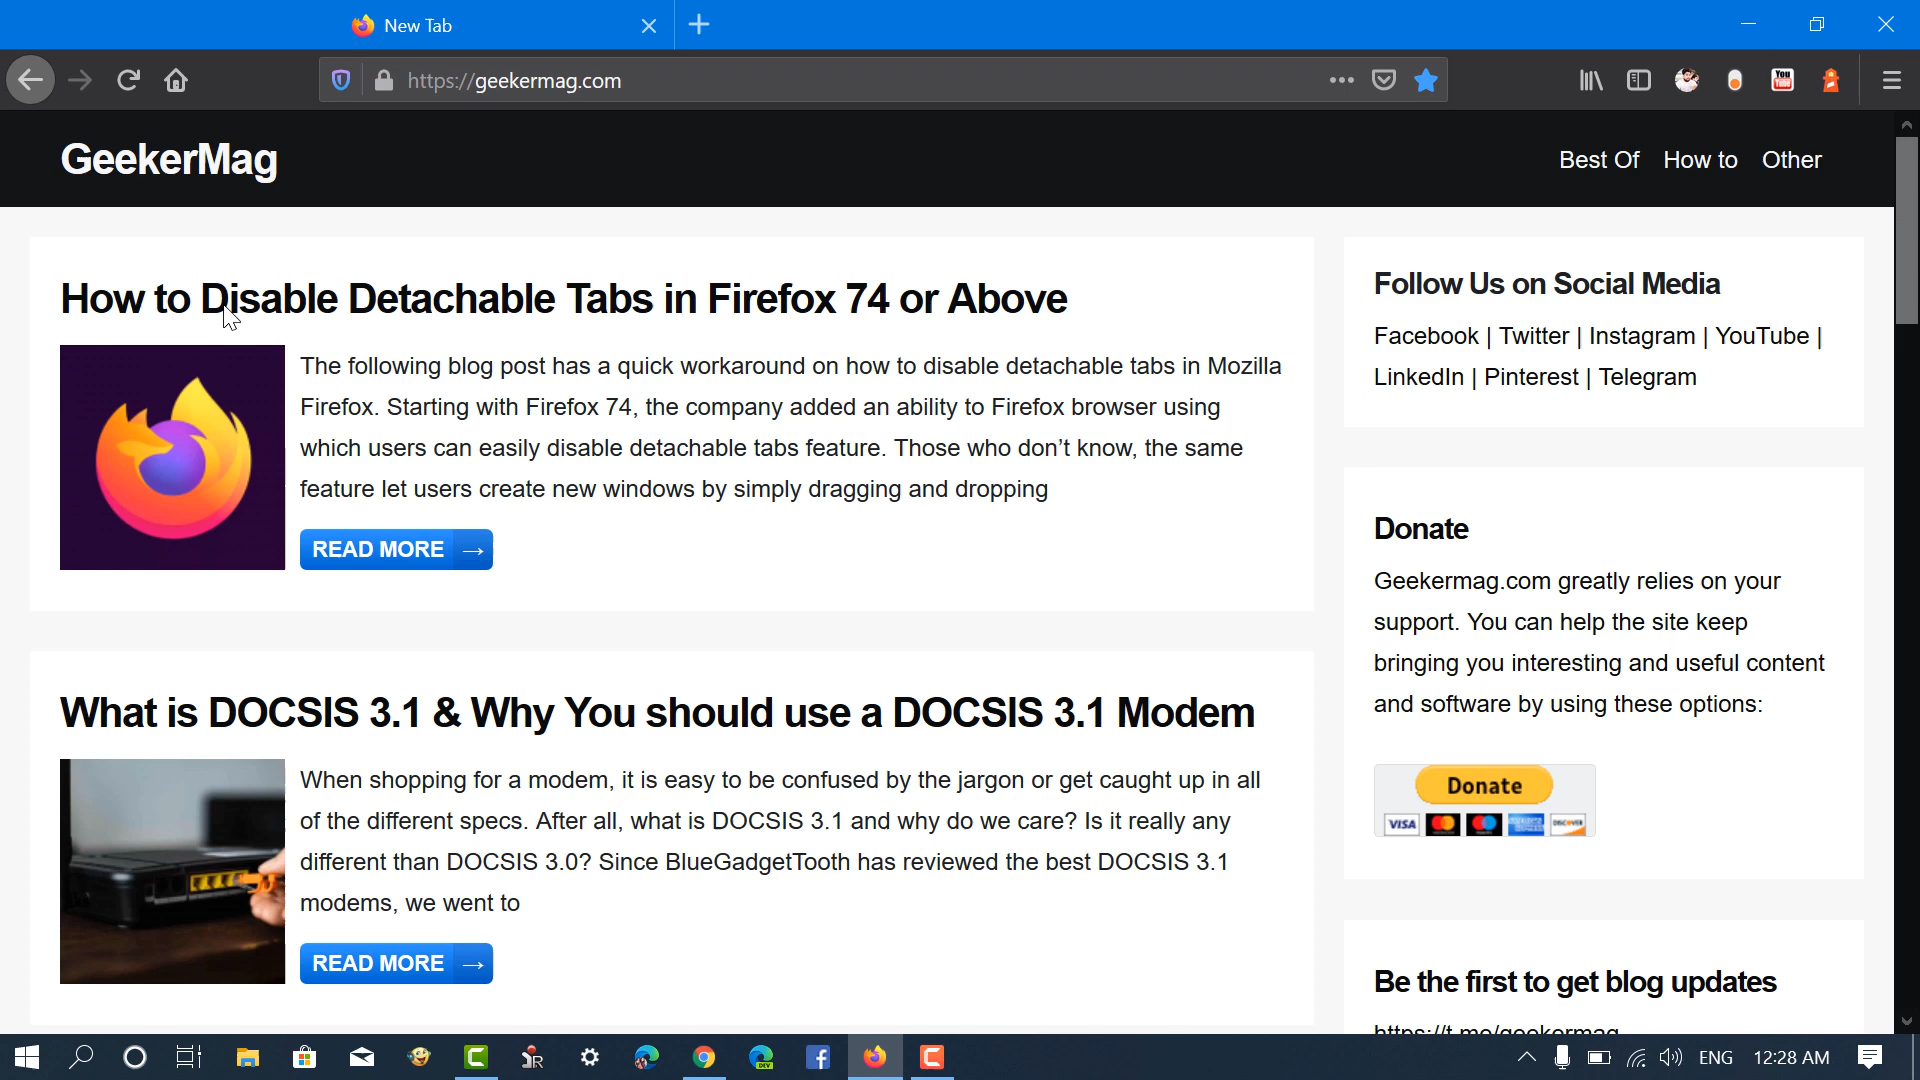 New Tab
https://geekermag.com
GeekerMag
Best Of How to Other
How to Disable Detachable Tabs in Firefox 74 or Above
The following blog post has a quick workaround on how to disable detachable tabs in Mozilla
Firefox. Starting with Firefox 74, the company added an ability to Firefox browser using
which users can easily disable detachable tabs feature. Those who don’t know, the same
feature let users create new windows by simply dragging and dropping
READ MORE →
What is DOCSIS 3.1 & Why You should use a DOCSIS 3.1 Modem
When shopping for a modem, it is easy to be confused by the jargon or get caught up in all
of the different specs. After all, what is DOCSIS 3.1 and why do we care? Is it really any
different than DOCSIS 3.0? Since BlueGadgetTooth has reviewed the best DOCSIS 3.1
modems, we went to
READ MORE →
Follow Us on Social Media
Facebook | Twitter | Instagram | YouTube |
LinkedIn | Pinterest | Telegram
Donate
Geekermag.com greatly relies on your
support. You can help the site keep
bringing you interesting and useful content
and software by using these options:
Donate
VISA DISCOVER
Be the first to get blog updates
https://t.me/geekermag
ENG 12:28 AM